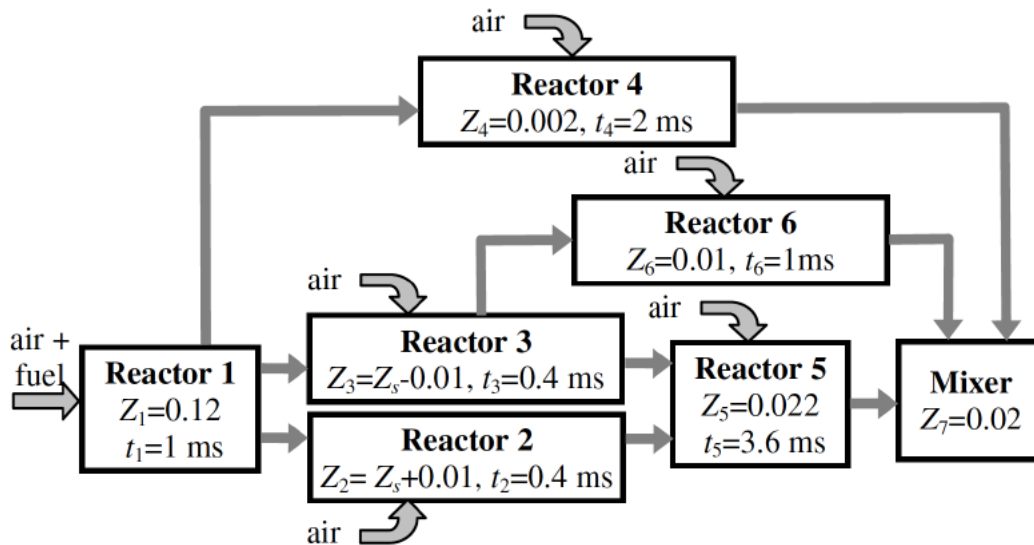 air
Reactor 4
Z₄=0.002, t₄=2 ms
air
Reactor 6
Z₆=0.01, t₆=1ms
air
Reactor 3
Z₃=Zₛ-0.01, t₃=0.4 ms
air +
fuel
Reactor 1
Z₁=0.12
t₁=1 ms
Reactor 2
Z₂= Zₛ+0.01, t₂=0.4 ms
air
air
Reactor 5
Z₅=0.022
t₅=3.6 ms
Mixer
Z₇=0.02